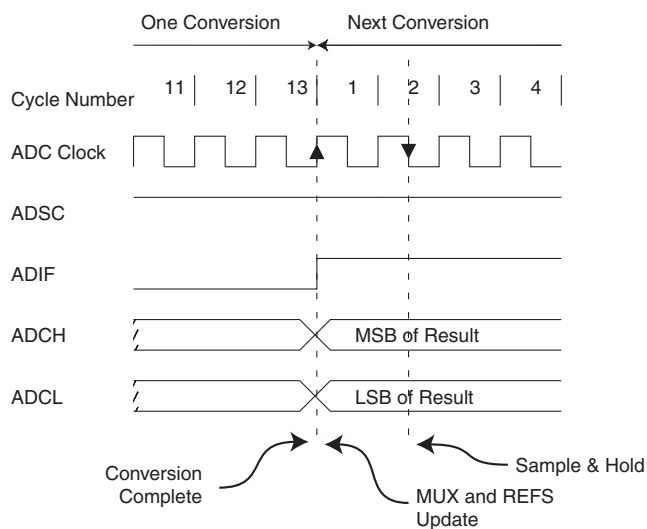 One Conversion Next Conversion
Cycle Number 11 12 13 1 2 3 4
ADC Clock
ADSC
ADIF
ADCH MSB of Result
ADCL LSB of Result
Conversion
Complete
MUX and REFS
Update
Sample & Hold